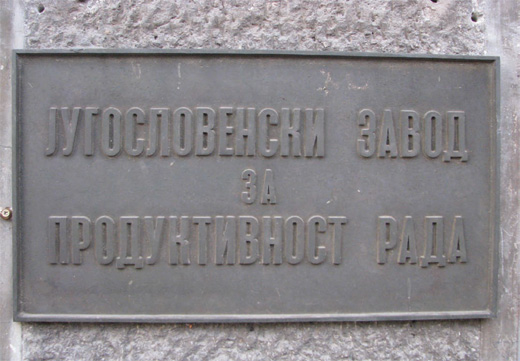 ЈУГОСЛОВЕНСКИ ЗАВОД
ЗА
ПРОДУКТИВНОСТ РАДА